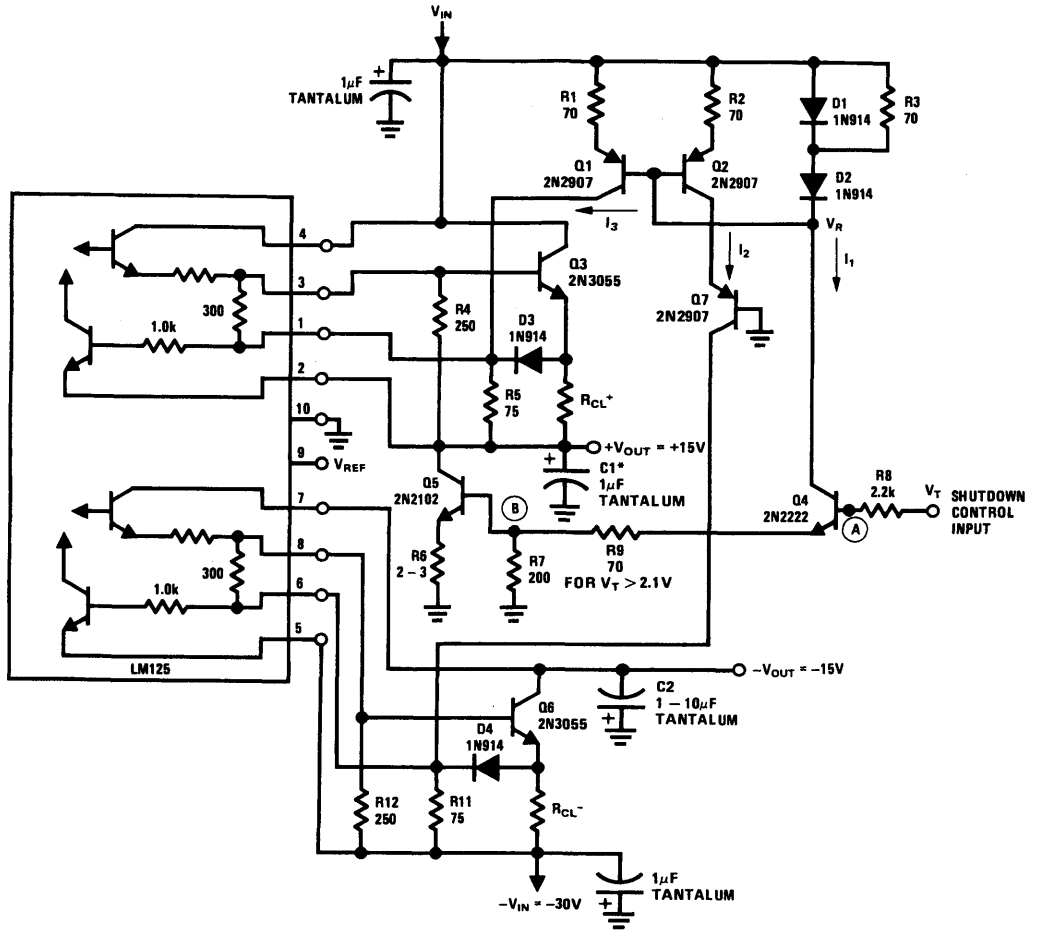 VIN
1µF
TANTALUM
R1
70
R2
70
D1
1N914
R3
70
Q1
2N2907
Q2
2N2907
D2
1N914
I3
VR
I2
I1
4
3
300
1.0k
1
2
10
9
VREF
7
8
300
1.0k
6
5
LM125
Q3
2N3055
R4
250
D3
1N914
R5
75
RCL+
Q7
2N2907
+VOUT = +15V
C1*
1µF
TANTALUM
Q5
2N2102
B
R6
2 – 3
R7
200
R9
70
FOR VT > 2.1V
Q4
2N2222
A
R8
2.2k
VT
SHUTDOWN
CONTROL
INPUT
–VOUT = –15V
C2
1 – 10µF
TANTALUM
Q6
2N3055
D4
1N914
R12
250
R11
75
RCL–
–VIN = –30V
1µF
TANTALUM